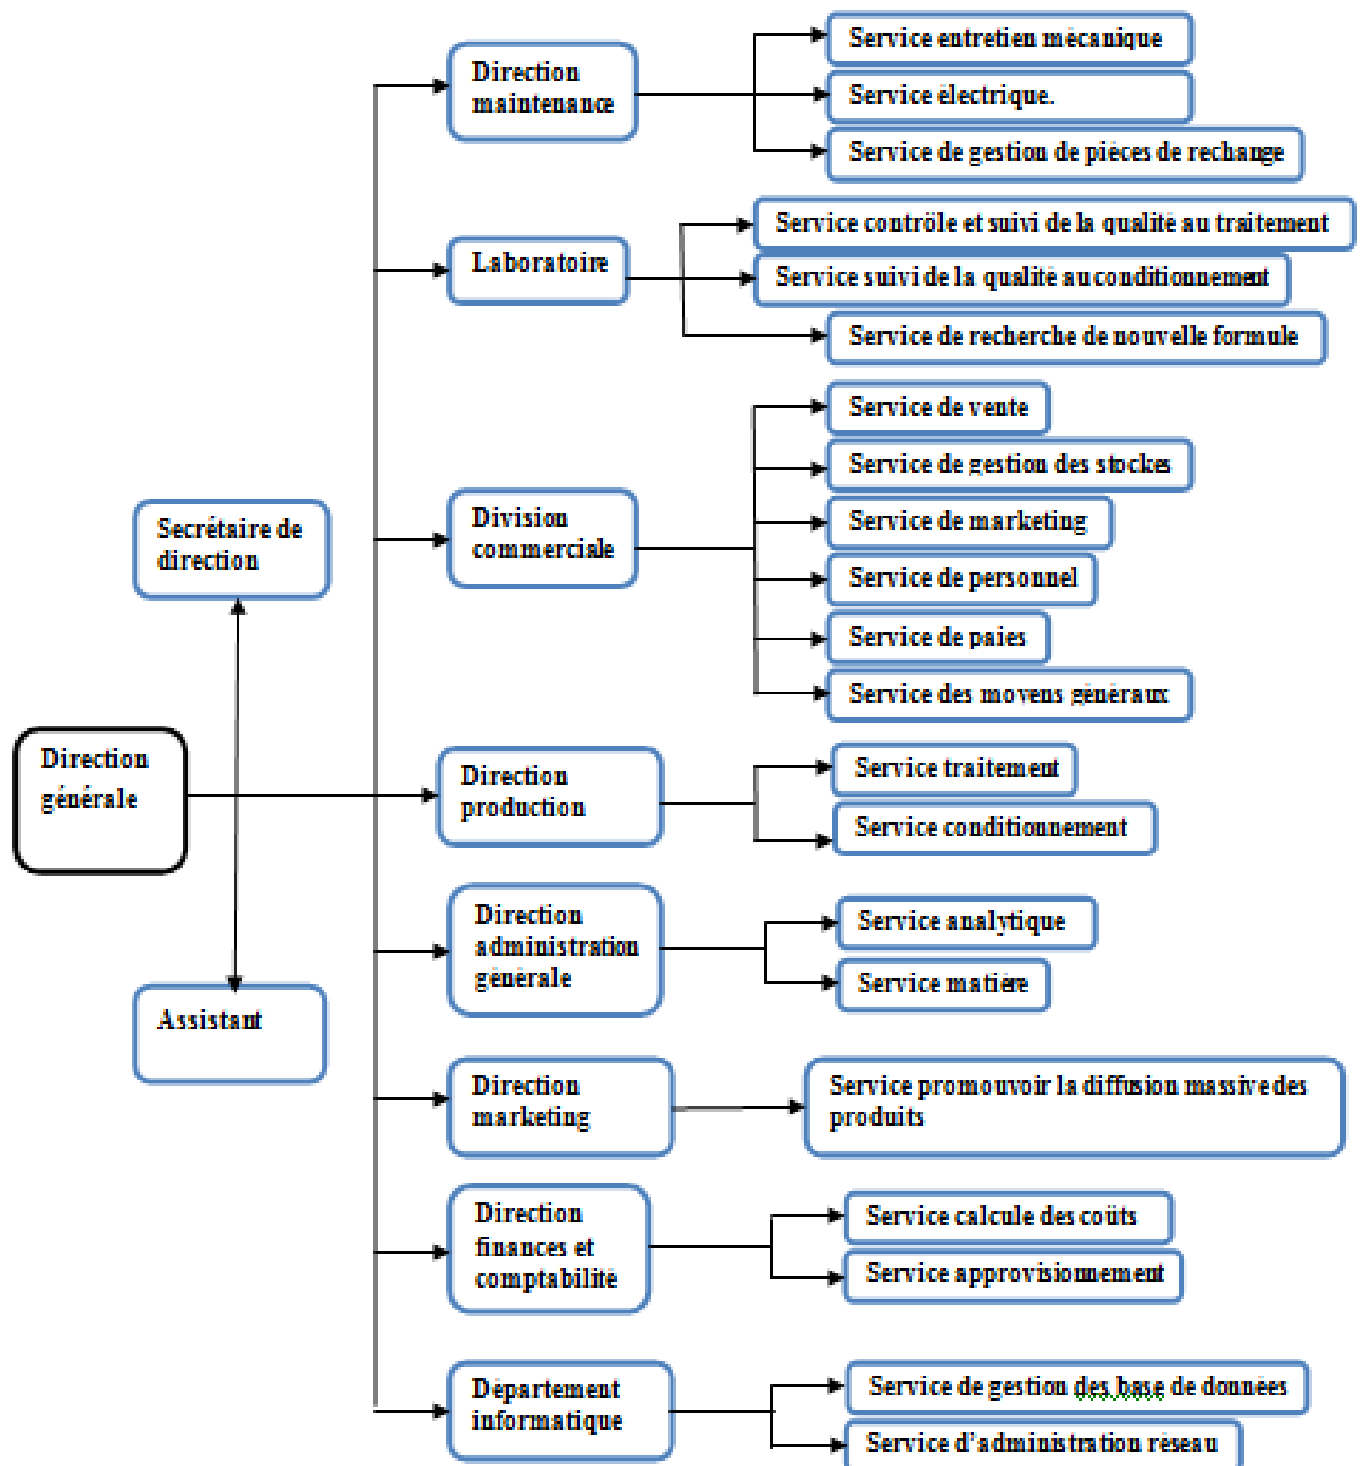 Direction
maintenance
Service entretien mécanique
Service électrique.
Service de gestion de pièces de rechange
Laboratoire
Service contrôle et suivi de la qualité au traitement
Service suivi de la qualité au conditionnement
Service de recherche de nouvelle formule
Division
commerciale
Service de vente
Service de gestion des stockes
Service de marketing
Service de personnel
Service de paies
Service des moyens généraux
Secrétaire de
direction
Direction
générale
Assistant
Direction
production
Service traitement
Service conditionnement
Direction
administration
générale
Service analytique
Service matière
Direction
marketing
Service promouvoir la diffusion massive des
produits
Direction
finances et
comptabilité
Service calcule des coûts
Service approvisionnement
Département
informatique
Service de gestion des base de données
Service d'administration réseau